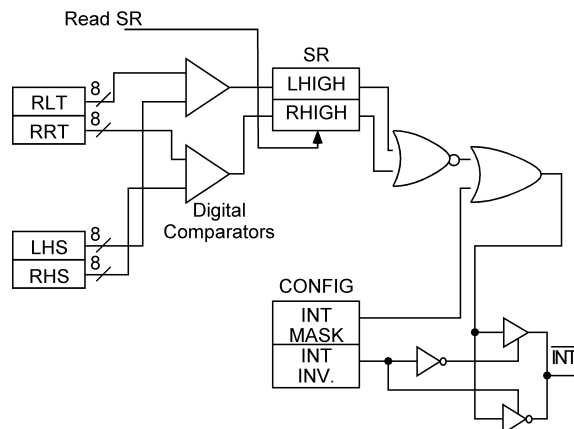 Read SR
SR
8
RLT
LHIGH
8
RRT
RHIGH
Digital
Comparators
8
LHS
8
RHS
CONFIG
INT
MASK
INT
INV.
INT